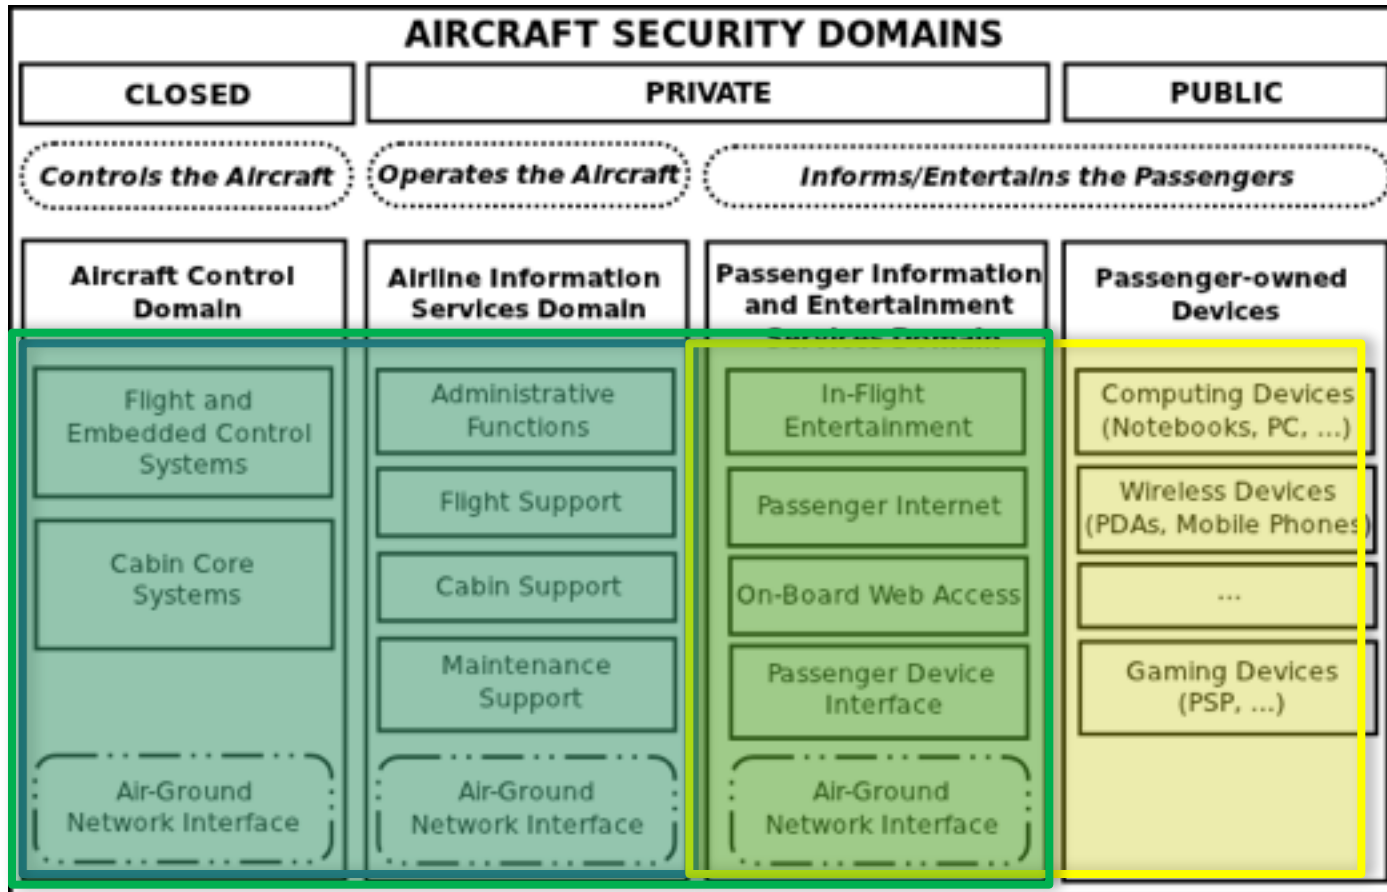 AIRCRAFT SECURITY DOMAINS
CLOSED
PRIVATE
PUBLIC
Controls the Aircraft
Operates the Aircraft
Informs/Entertains the Passengers
Aircraft Control
Domain
Flight and
Embedded Control
Systems
Cabin Core
Systems
Air-Ground
Network Interface
Airline Information
Services Domain
Administrative
Functions
Flight Support
Cabin Support
Maintenance
Support
Air-Ground
Network Interface
Passenger Information
and Entertainment
Services Domain
In-Flight
Entertainment
Passenger Internet
On-Board Web Access
Passenger Device
Interface
Air-Ground
Network Interface
Passenger-owned
Devices
Computing Devices
(Notebooks, PC, ...)
Wireless Devices
(PDAs, Mobile Phones)
...
Gaming Devices
(PSP, ...)